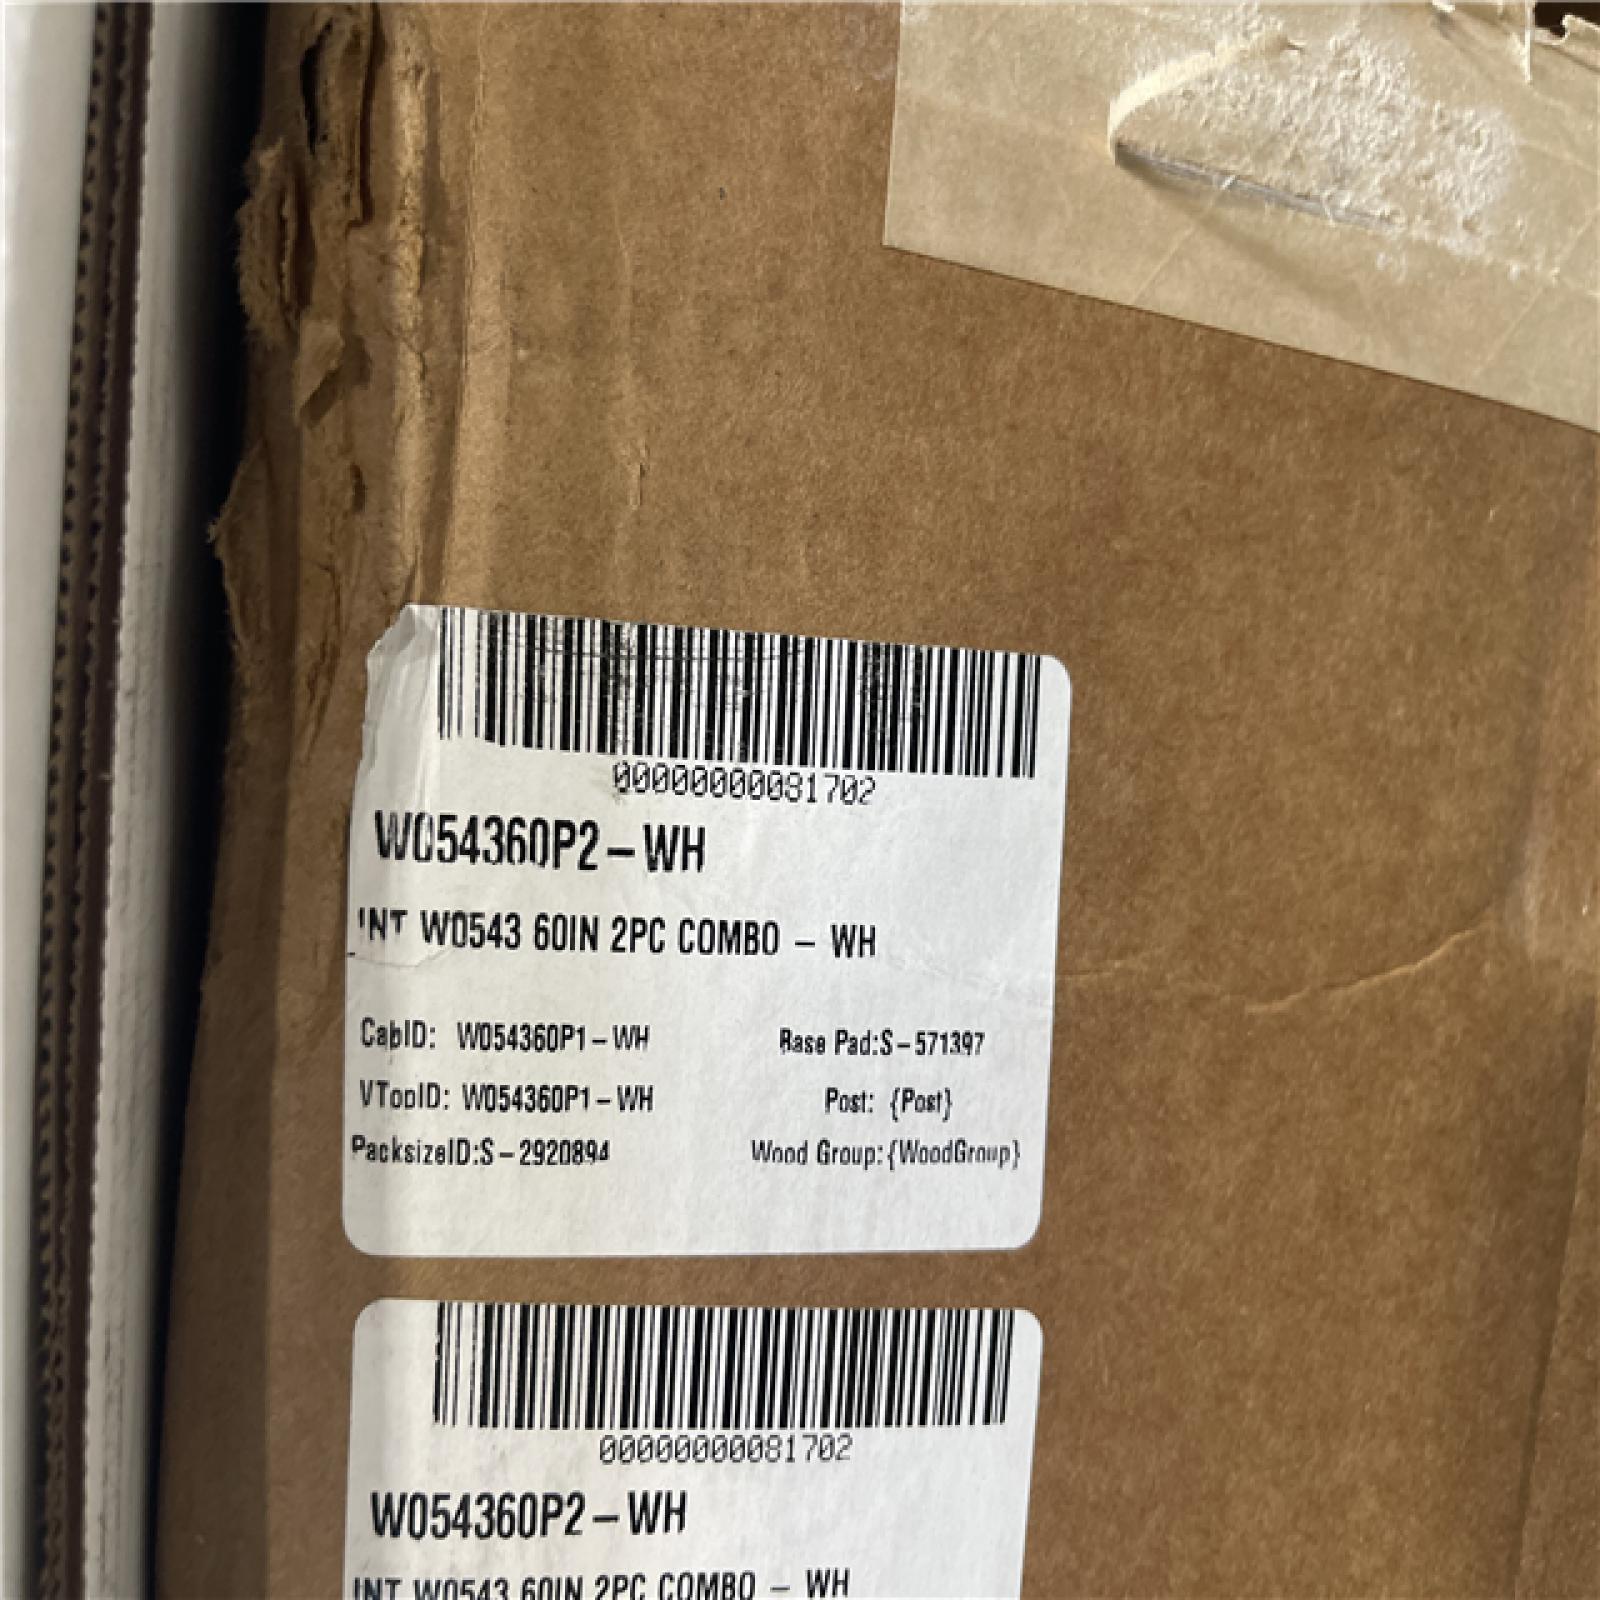 00000000081702
W054360P2-WH
INT W0543 60IN 2PC COMBO - WH
CabID: W054360P1-WH Base Pad:S-571397
VTopID: W054360P1-WH Post: {Post}
PacksizeID:S-2920894 Wood Group:{WoodGroup}
00000000081702
W054360P2-WH
INT W0543 60IN 2PC COMBO - WH